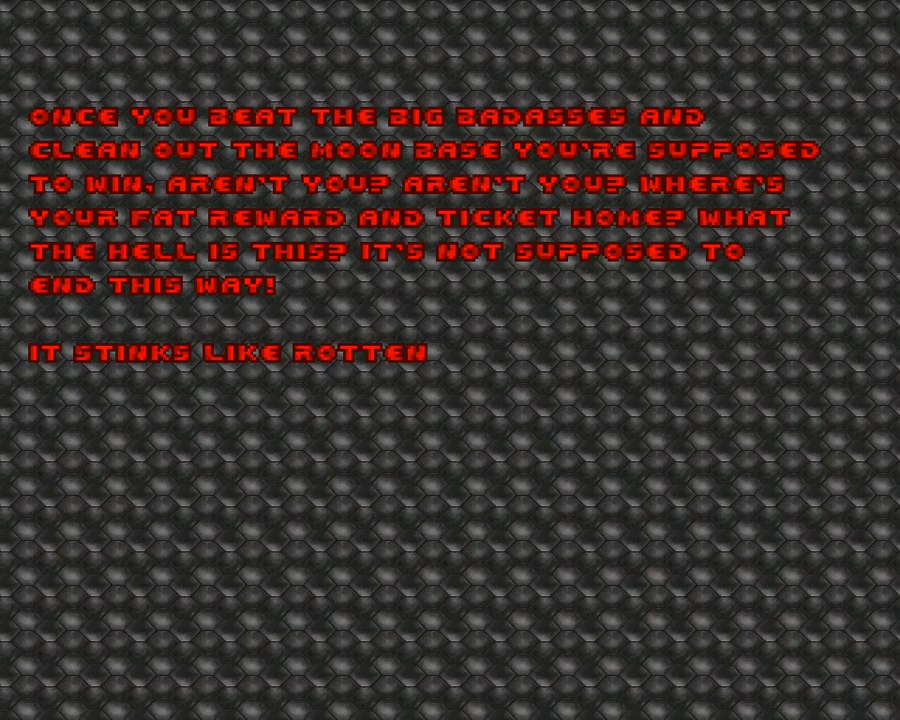 ONCE YOU BEAT THE BIG BADASSES AND
CLEAN OUT THE MOON BASE YOU'RE SUPPOSED
TO WIN, AREN'T YOU? AREN'T YOU? WHERE'S
YOUR FAT REWARD AND TICKET HOME? WHAT
THE HELL IS THIS? IT'S NOT SUPPOSED TO
END THIS WAY!
IT STINKS LIKE ROTTEN